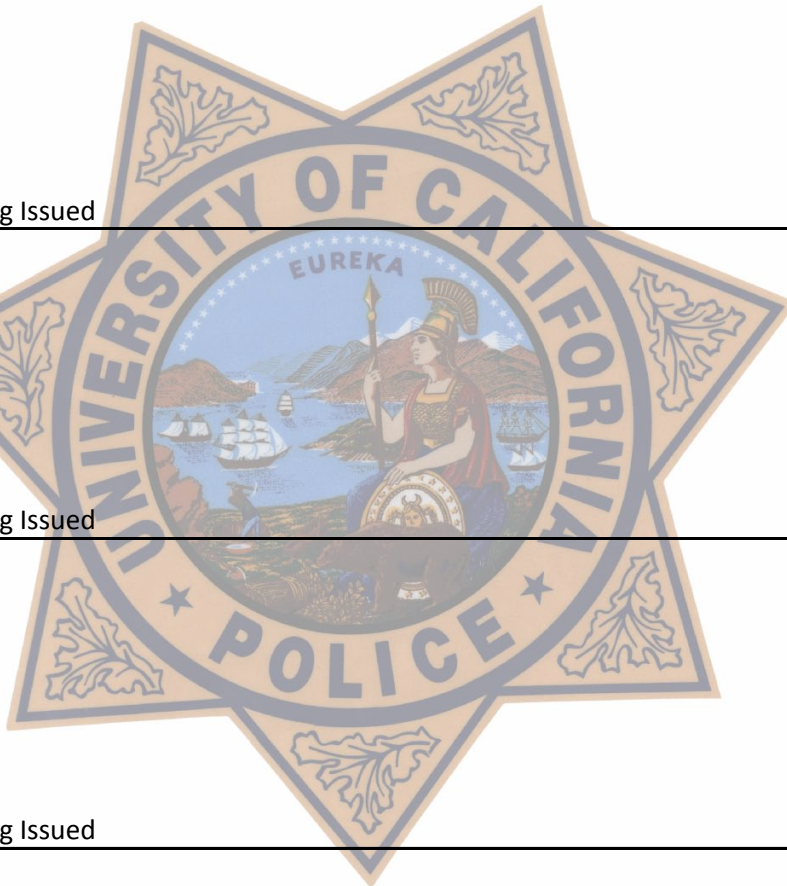 g Issued
UNIVERSITY OF CALIFORNIA
EUREKA
g Issued
POLICE
g Issued